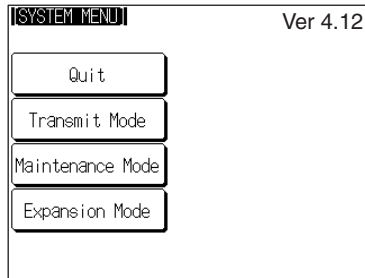 [SYSTEM MENU]
Ver 4.12
Quit
Transmit Mode
Maintenance Mode
Expansion Mode